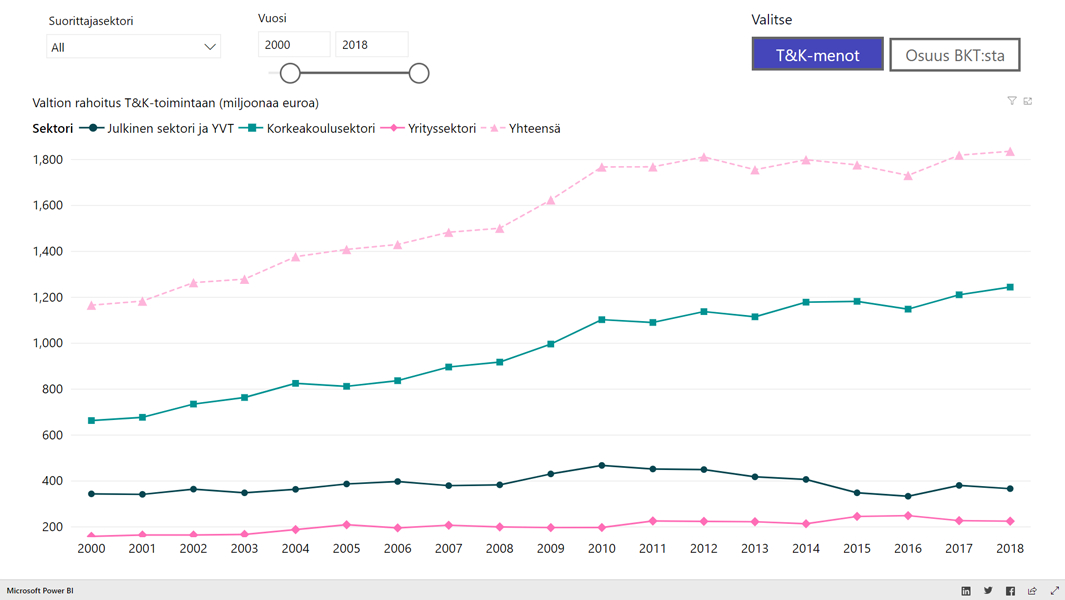 Suorittajasektori
All
Vuosi
2000 2018
Valitse
T&K-menot Osuus BKT:sta
Valtion rahoitus T&K-toimintaan (miljoonaa euroa)
Sektori Julkinen sektori ja YVT Korkeakoulusektori Yrityssektori Yhteensä
1,800
1,600
1,400
1,200
1,000
800
600
400
200
2000 2001 2002 2003 2004 2005 2006 2007 2008 2009 2010 2011 2012 2013 2014 2015 2016 2017 2018
Microsoft Power BI